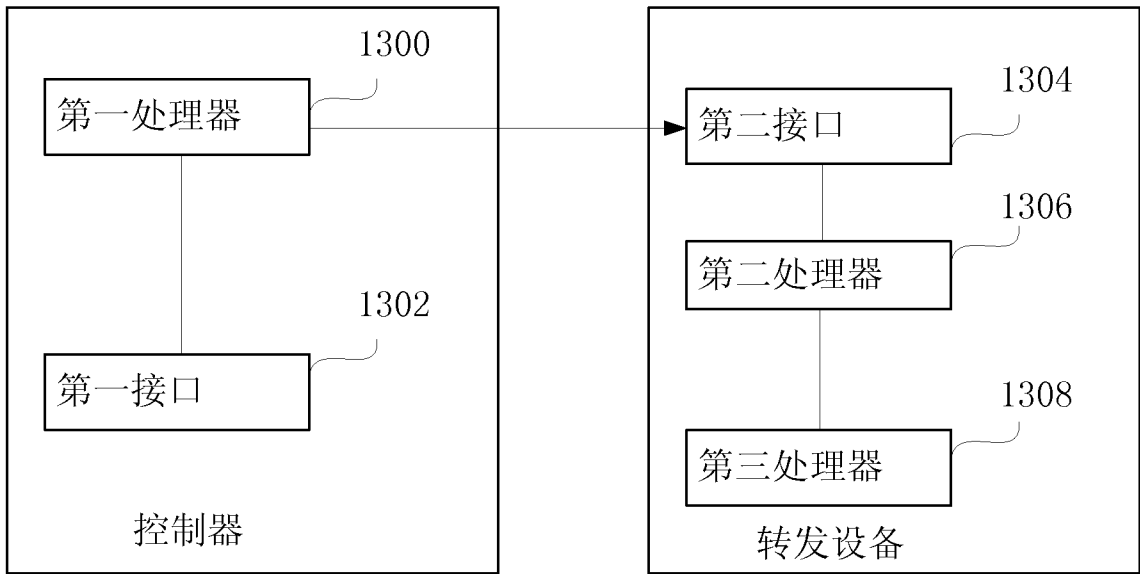 1300
第一处理器
1302
第一接口
控制器
1304
第二接口
1306
第二处理器
1308
第三处理器
转发设备